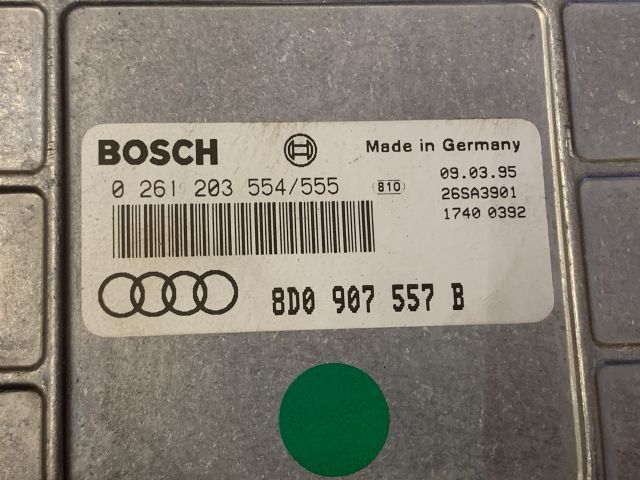 BOSCH
Made in Germany
0 261 203 554/555
810
09.03.95
26SA3901
1740 0392
8D0 907 557 B